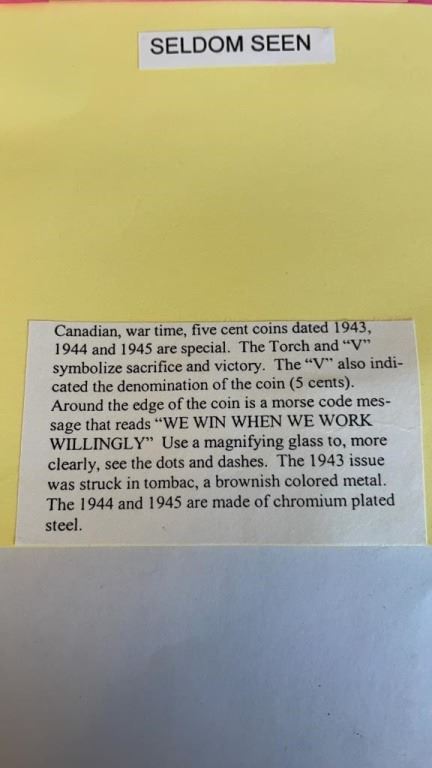 SELDOM SEEN
Canadian, war time, five cent coins dated 1943,
1944 and 1945 are special. The Torch and “V”
symbolize sacrifice and victory. The “V” also indi-
cated the denomination of the coin (5 cents).
Around the edge of the coin is a morse code mes-
sage that reads “WE WIN WHEN WE WORK
WILLINGLY” Use a magnifying glass to, more
clearly, see the dots and dashes. The 1943 issue
was struck in tombac, a brownish colored metal.
The 1944 and 1945 are made of chromium plated
steel.